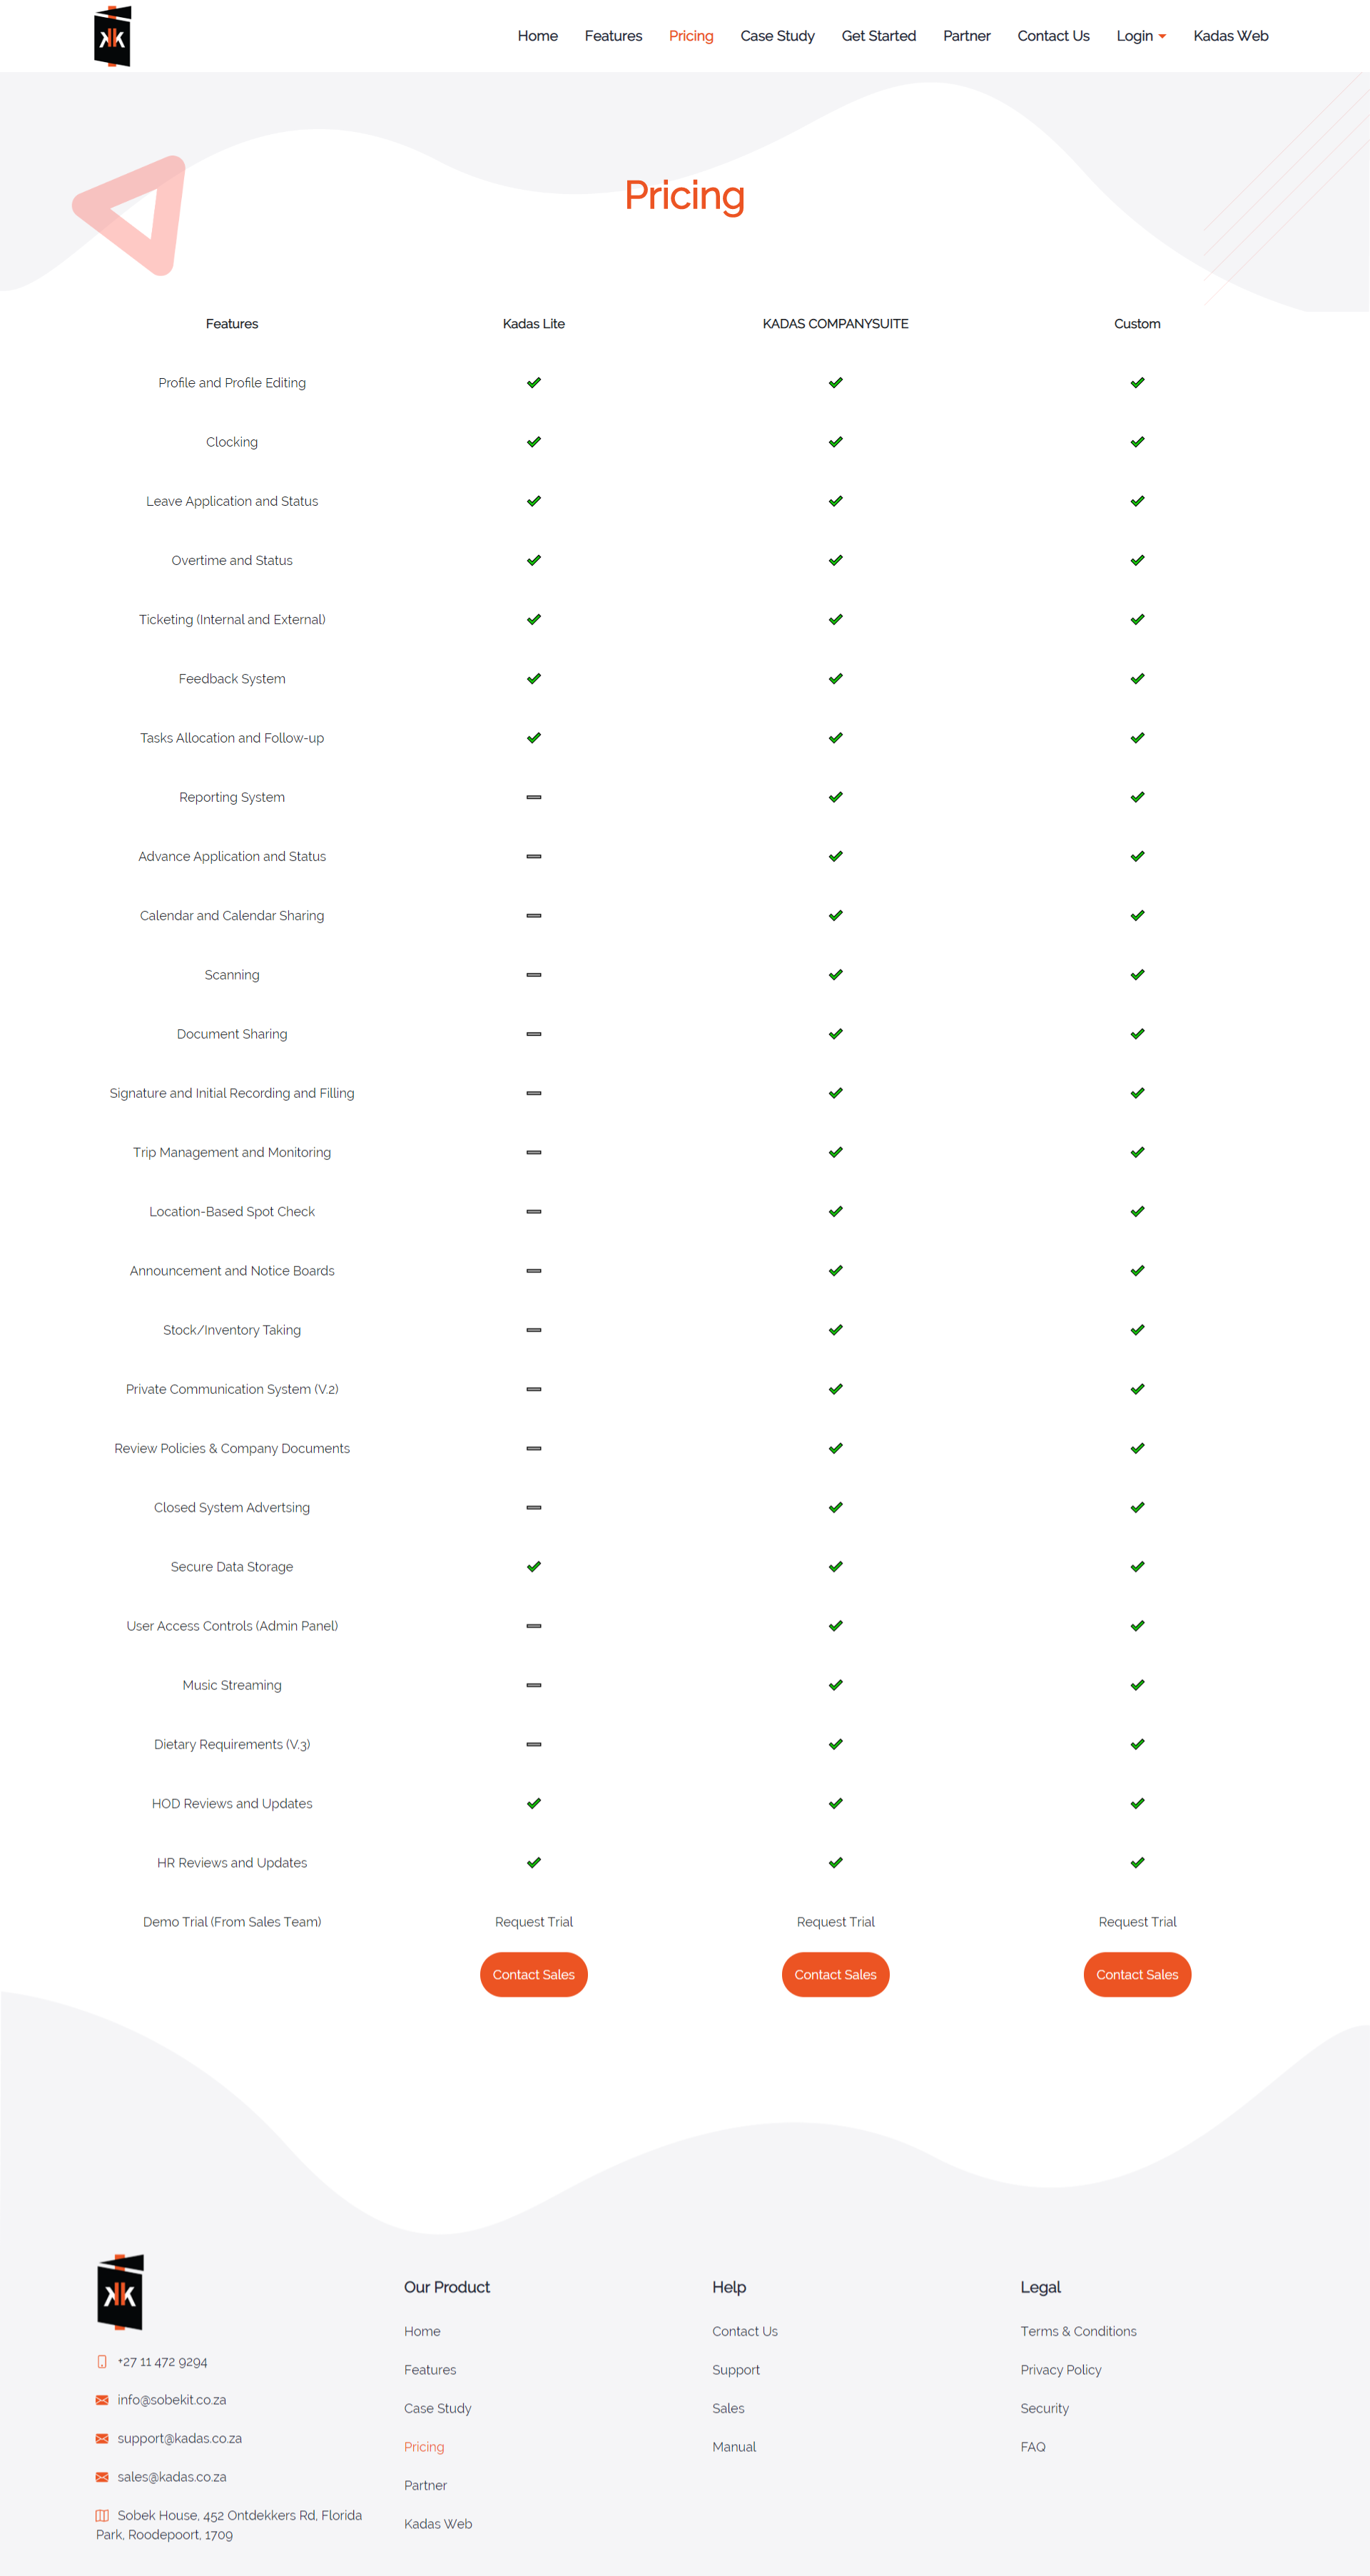 KK
Home Features Pricing Case Study Get Started Partner Contact Us Login Kadas Web
Pricing
Features Kadas Lite KADAS COMPANYSUITE Custom
Profile and Profile Editing
Clocking
Leave Application and Status
Overtime and Status
Ticketing (Internal and External)
Feedback System
Tasks Allocation and Follow-up
Reporting System
Advance Application and Status
Calendar and Calendar Sharing
Scanning
Document Sharing
Signature and Initial Recording and Filling
Trip Management and Monitoring
Location-Based Spot Check
Announcement and Notice Boards
Stock/Inventory Taking
Private Communication System (V.2)
Review Policies & Company Documents
Closed System Advertsing
Secure Data Storage
User Access Controls (Admin Panel)
Music Streaming
Dietary Requirements (V.3)
HOD Reviews and Updates
HR Reviews and Updates
Demo Trial (From Sales Team) Request Trial Request Trial Request Trial
Contact Sales Contact Sales Contact Sales
KK
+27 11 472 9294
info@sobekit.co.za
support@kadas.co.za
sales@kadas.co.za
Sobek House, 452 Ontdekkers Rd, Florida
Park, Roodepoort, 1709
Our Product
Home
Features
Case Study
Pricing
Partner
Kadas Web
Help
Contact Us
Support
Sales
Manual
Legal
Terms & Conditions
Privacy Policy
Security
FAQ